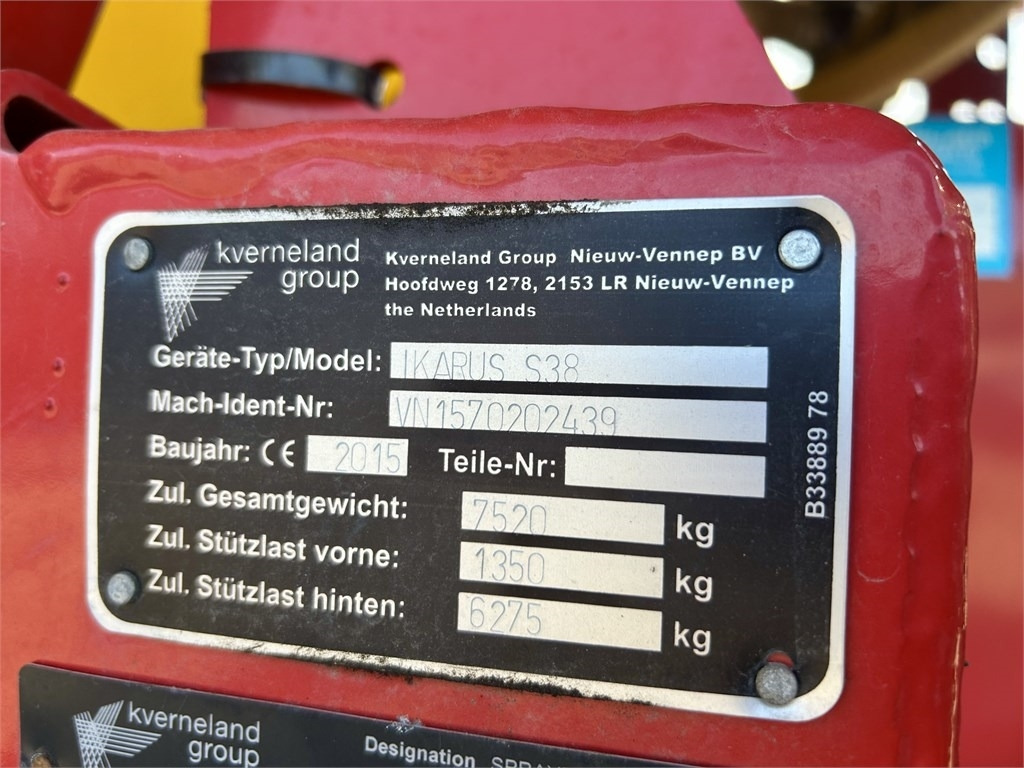 kverneland
group
Kverneland Group Nieuw-Vennep BV
Hoofdweg 1278, 2153 LR Nieuw-Vennep
the Netherlands
Geräte-Typ/Model: IKARUS S38
Mach-Ident-Nr: VN1570202439
Baujahr: CE 2015 Teile-Nr:
Zul. Gesamtgewicht: 7520 kg
Zul. Stützlast vorne: 1350 kg
Zul. Stützlast hinten: 6275 kg
B33889 78
kverneland
group
Designation